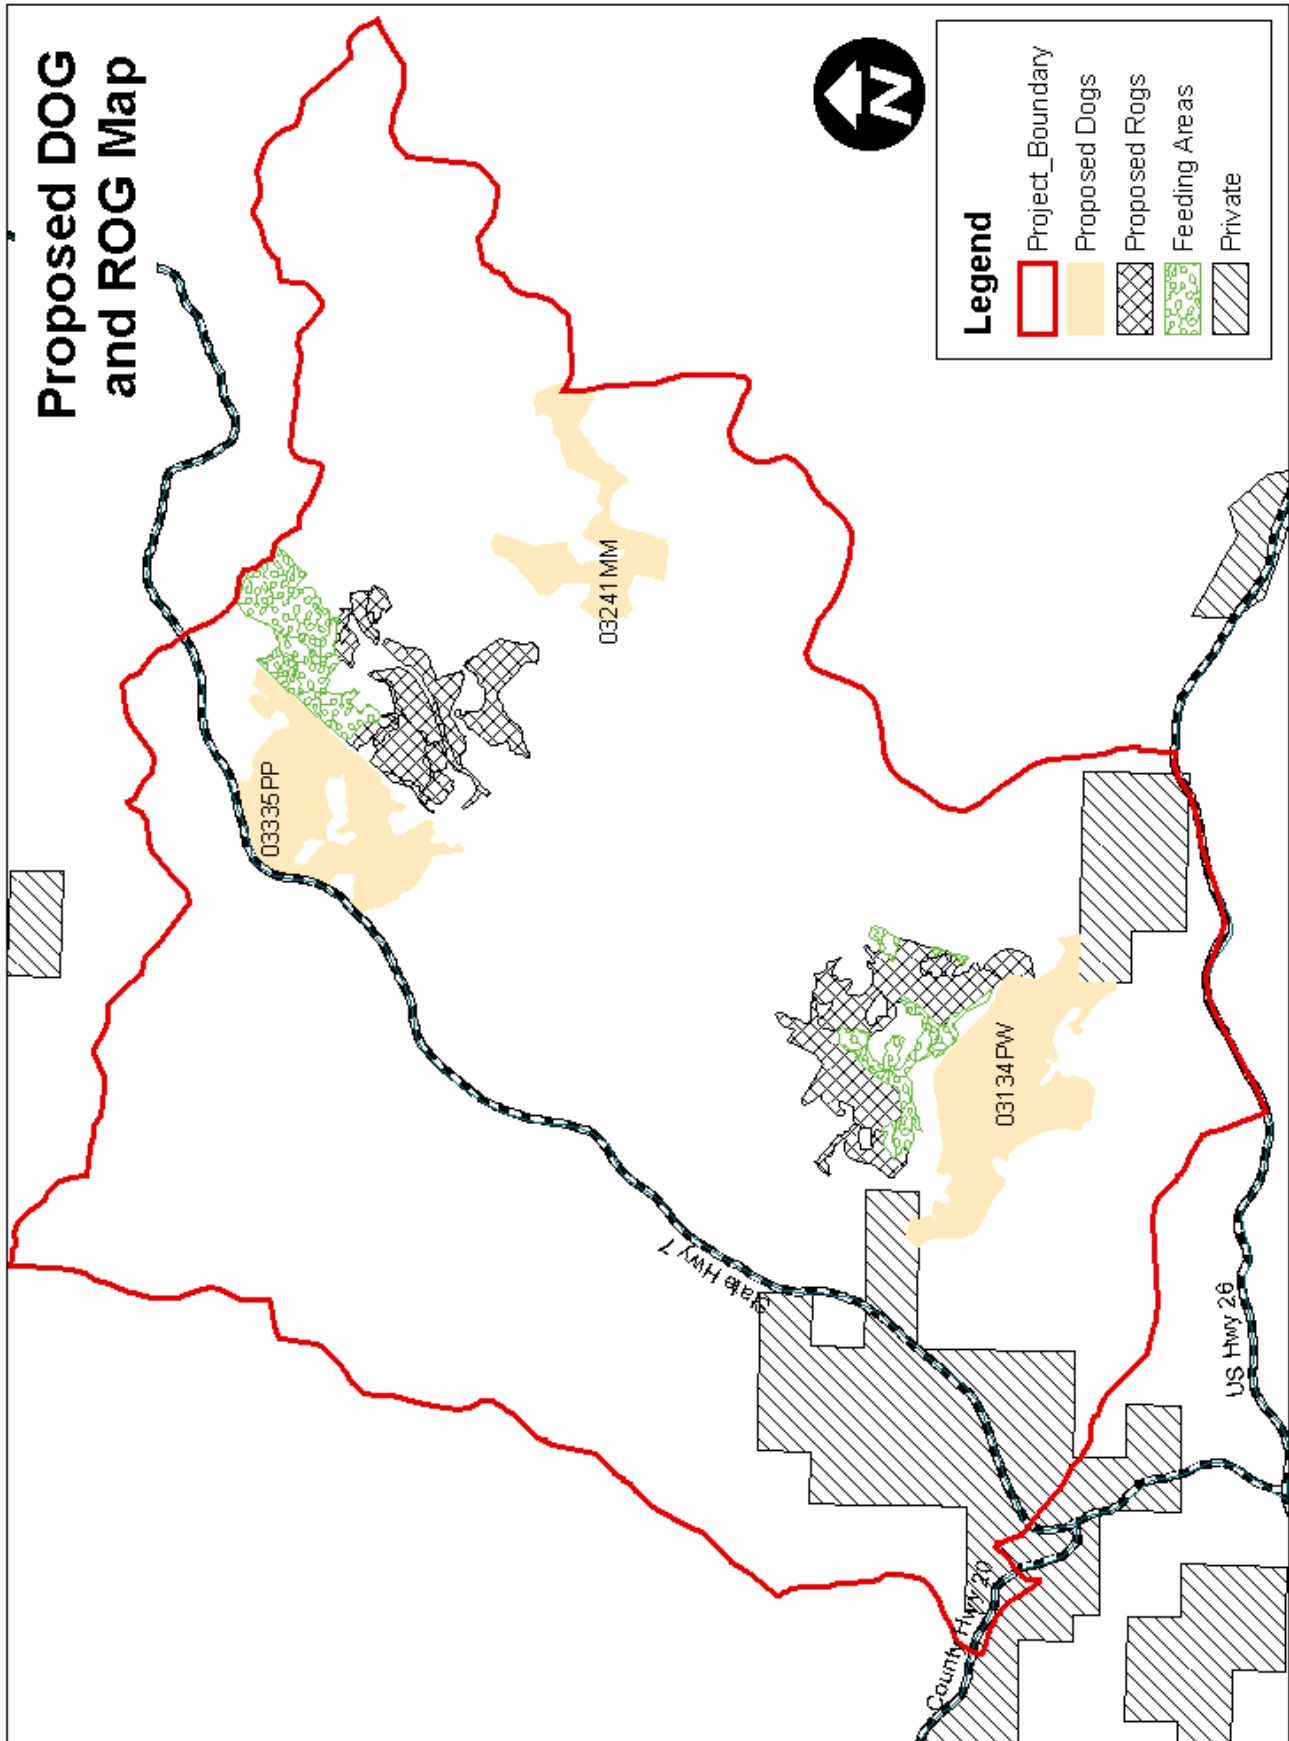 Proposed DOG
and ROG Map
N
Legend
Project_Boundary
Proposed Dogs
Proposed Rogs
Feeding Areas
Private
03335PP
03241MM
03134PW
State Hwy 7
US Hwy 26
County Hwy 20